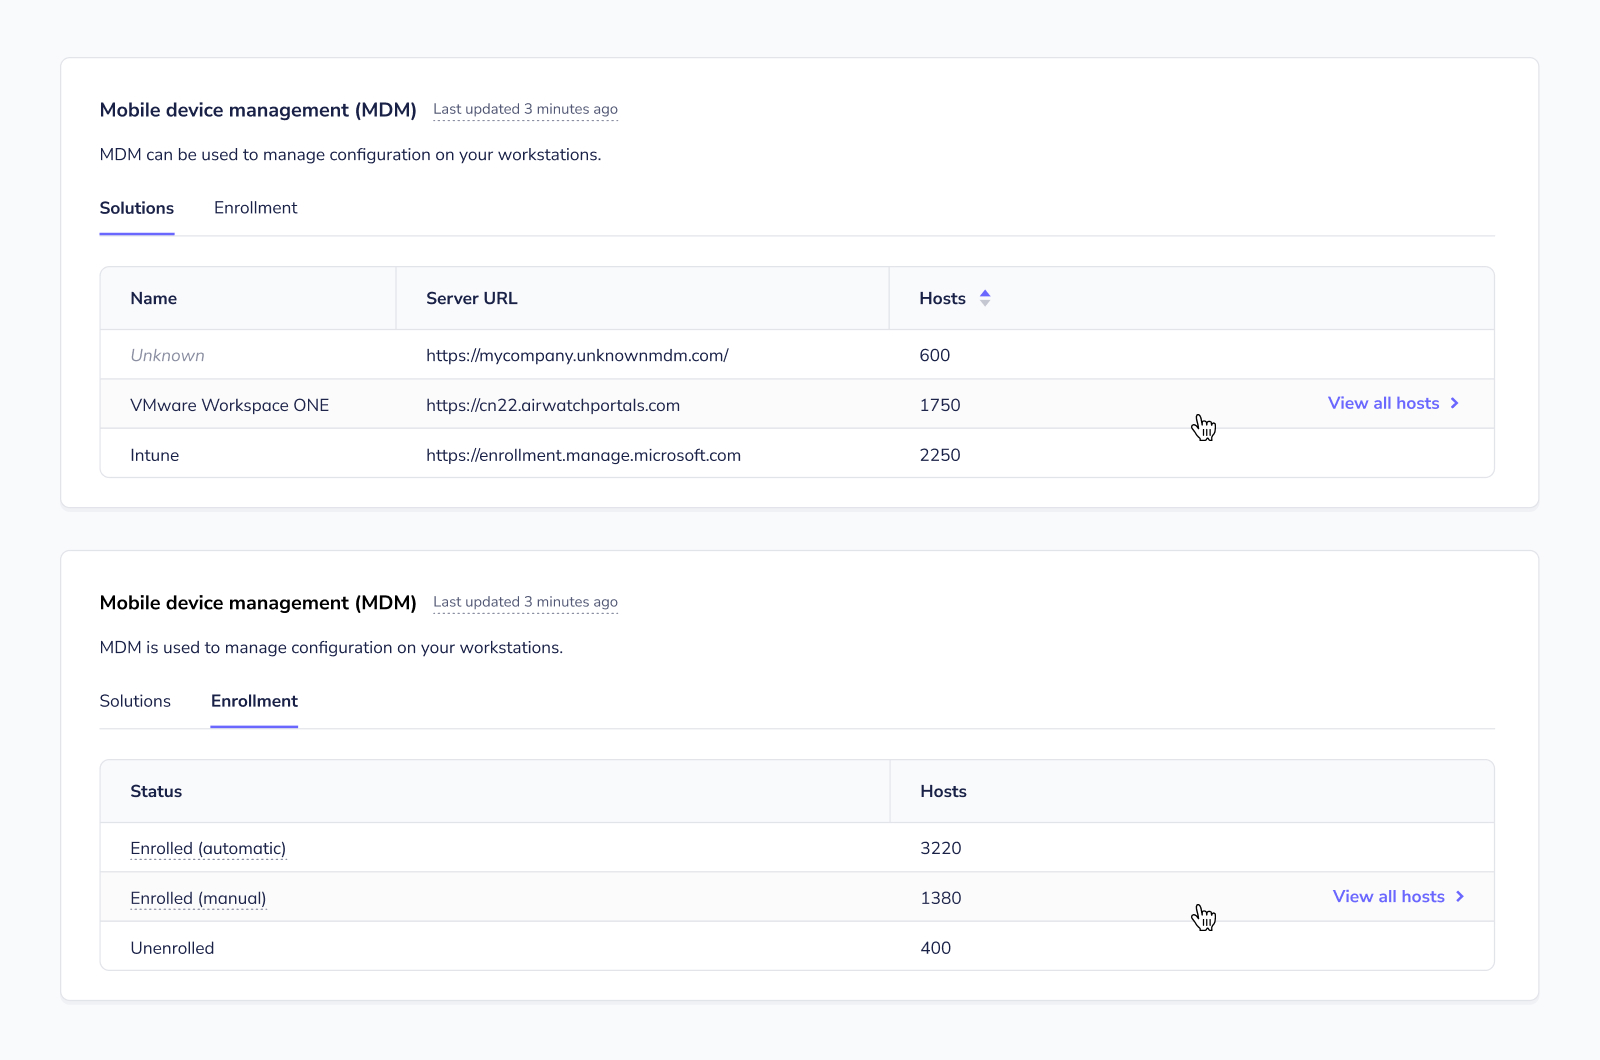 Mobile device management (MDM) Last updated 3 minutes ago
MDM can be used to manage configuration on your workstations.
Solutions Enrollment
Name Server URL Hosts
Unknown https://mycompany.unknownmdm.com/ 600
VMware Workspace ONE https://cn22.airwatchportals.com 1750 View all hosts
Intune https://enrollment.manage.microsoft.com 2250
Mobile device management (MDM) Last updated 3 minutes ago
MDM is used to manage configuration on your workstations.
Solutions Enrollment
Status Hosts
Enrolled (automatic) 3220
Enrolled (manual) 1380 View all hosts
Unenrolled 400